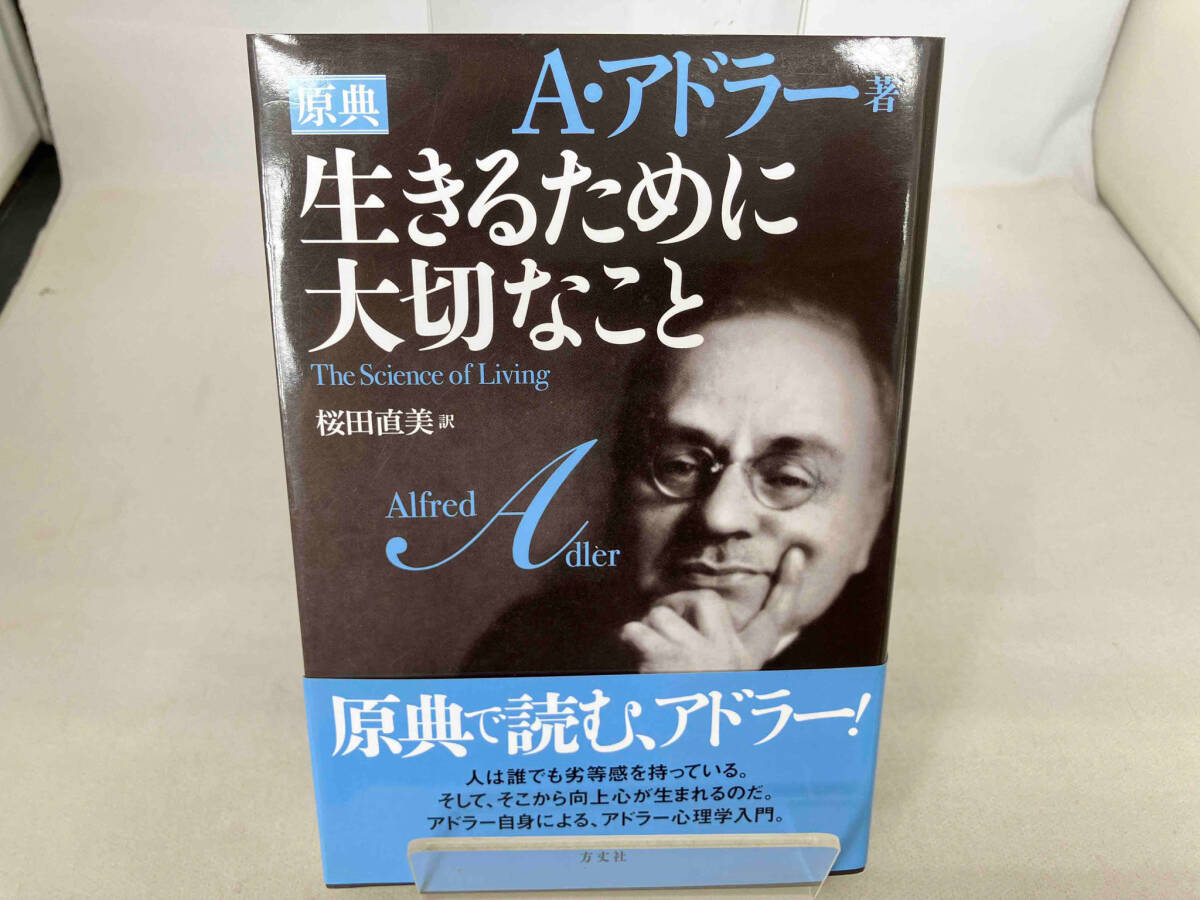 原典
A・アドラー著
生きるために
大切なこと
The Science of Living
桜田直美訳
Alfred
Adler
原典で読む、アドラー!
人は誰でも劣等感を持っている。
そして、そこから向上心が生まれるのだ。
アドラー自身による、アドラー心理学入門。
方丈社